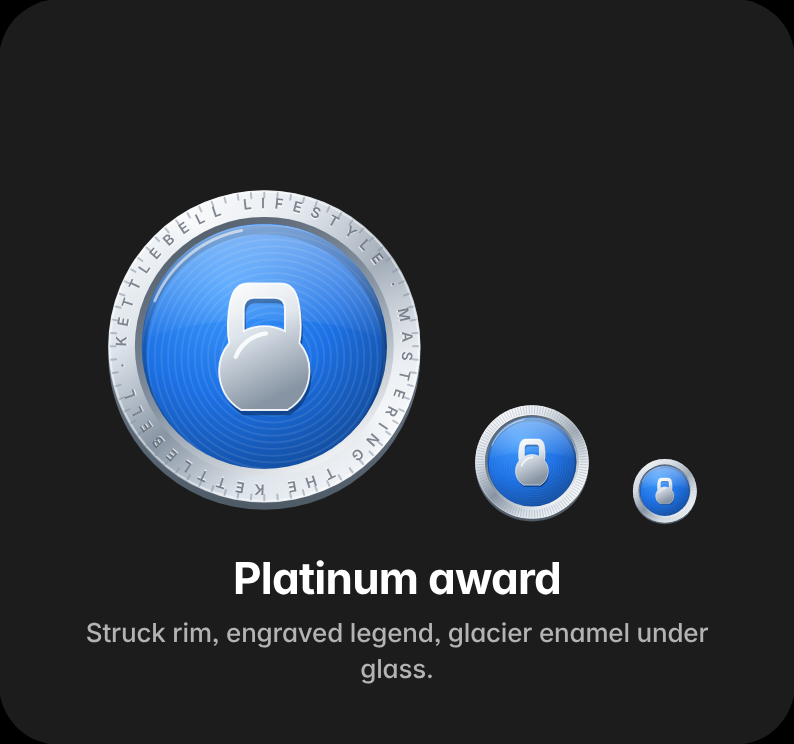 KETTLEBELL LIFESTYLE · MASTERING THE KETTLEBELL ·
Platinum award
Struck rim, engraved legend, glacier enamel under
glass.